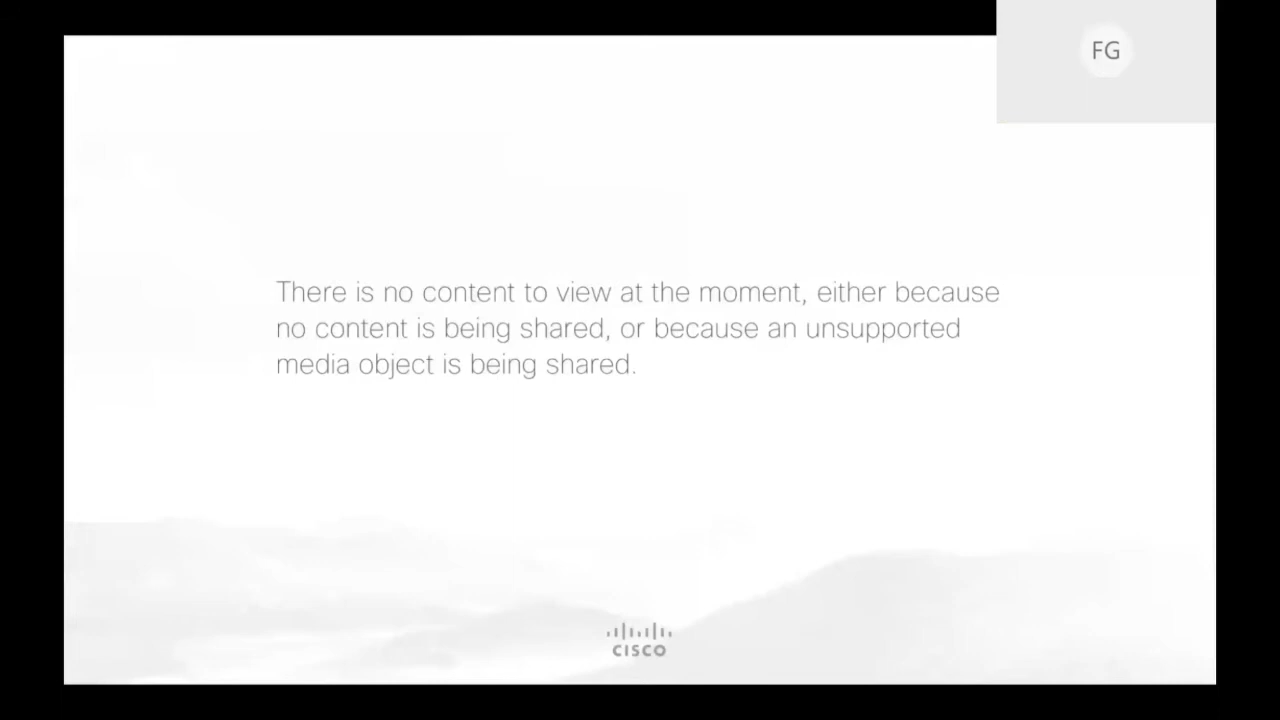 FG
There is no content to view at the moment, either because
no content is being shared, or because an unsupported
media object is being shared.
CISCO